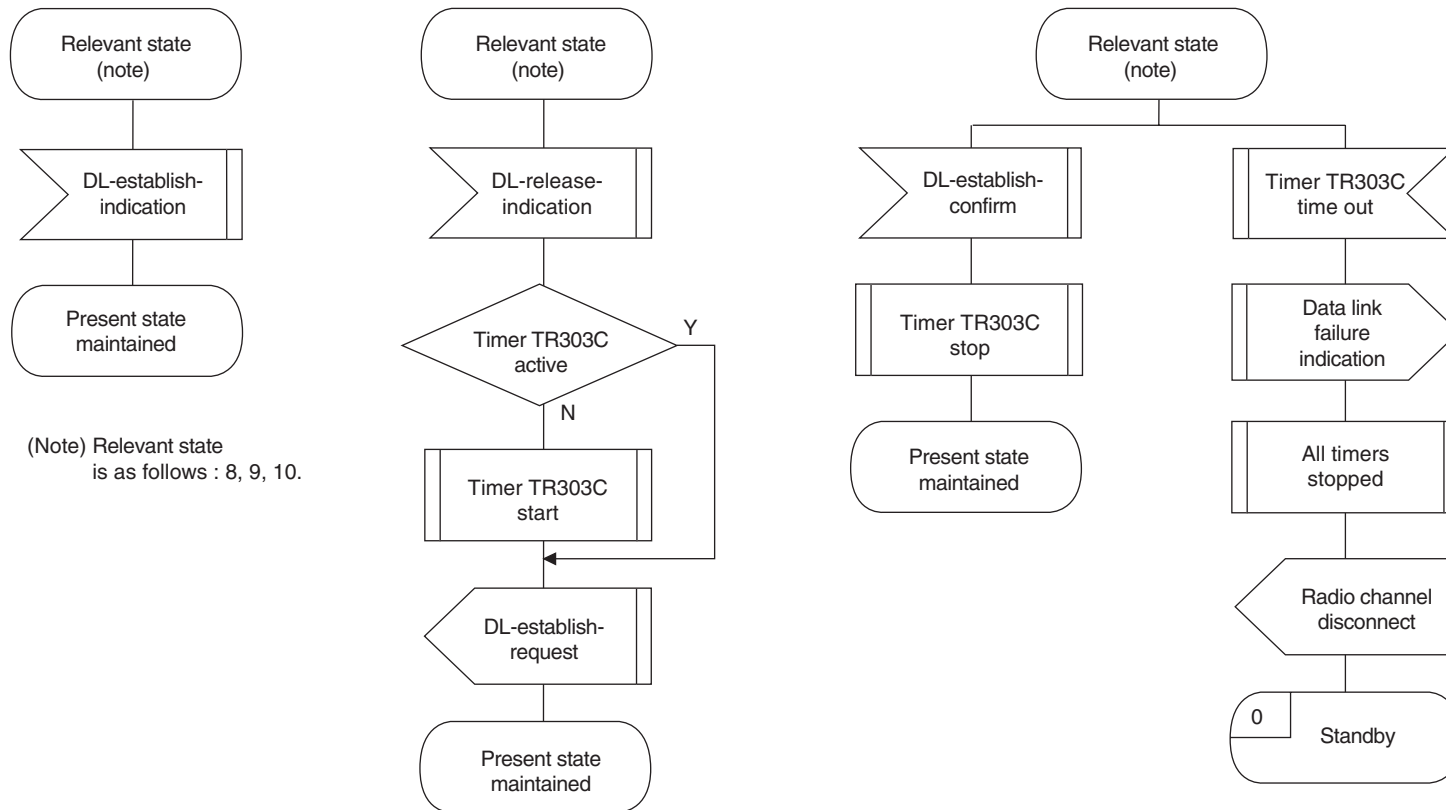 Relevant state
(note)
DL-establish-
indication
Present state
maintained
(Note) Relevant state
is as follows : 8, 9, 10.
Relevant state
(note)
DL-release-
indication
Timer TR303C
active
Y
N
Timer TR303C
start
DL-establish-
request
Present state
maintained
Relevant state
(note)
DL-establish-
confirm
Timer TR303C
stop
Present state
maintained
Timer TR303C
time out
Data link
failure
indication
All timers
stopped
Radio channel
disconnect
0
Standby